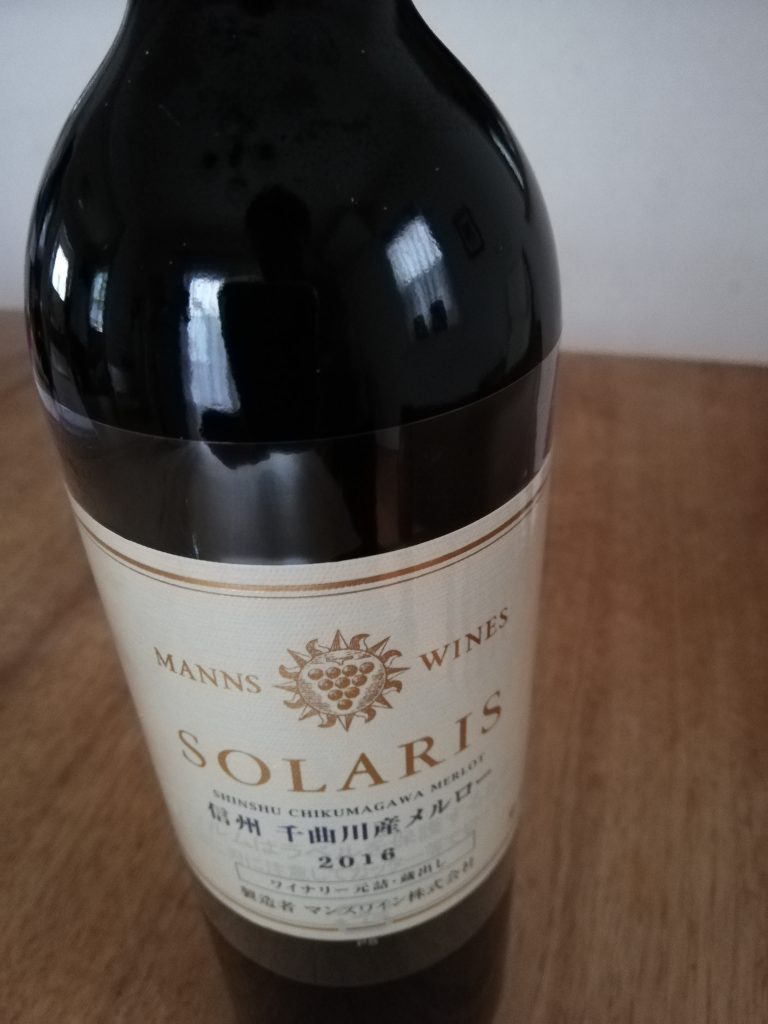 MANNS WINES
SOLARIS
SHINSHU CHIKUMAGAWA MERLOT
信州 千曲川産メルロー
2016
ワイナリー元詰・蔵出し
製造者 マンズワイン株式会社